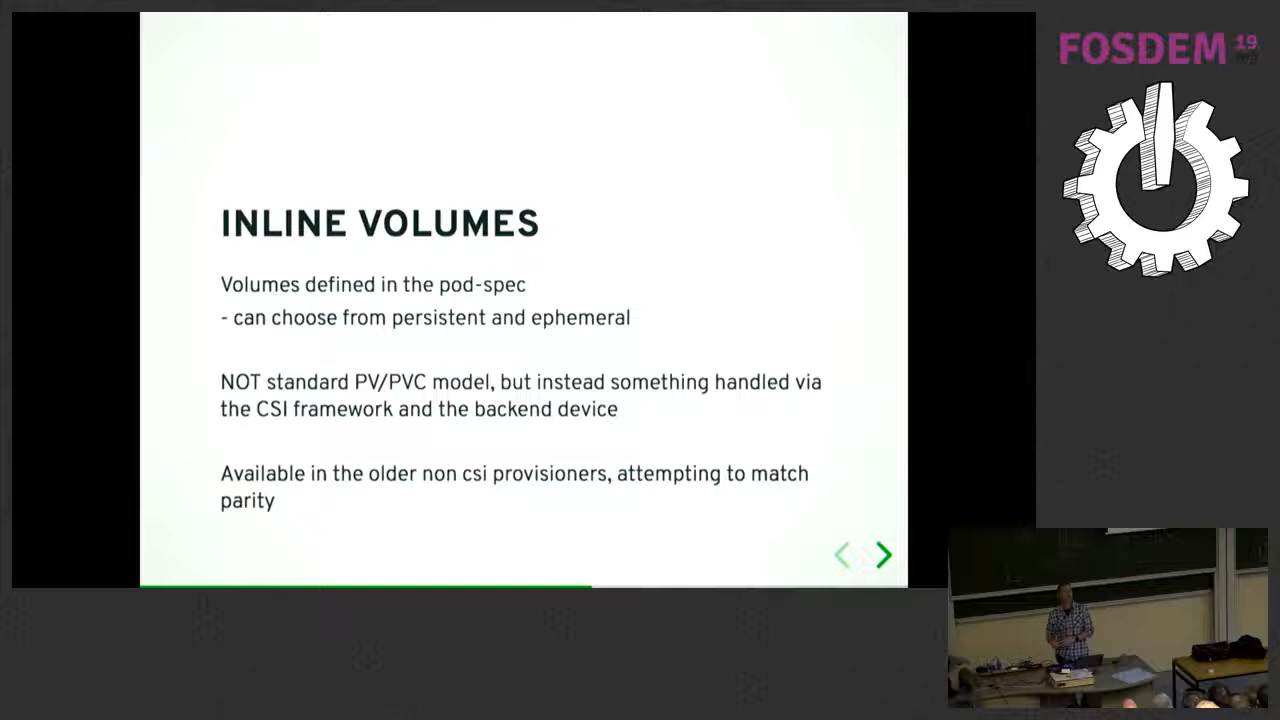 FOSDEM 19
.org
INLINE VOLUMES
Volumes defined in the pod-spec
- can choose from persistent and ephemeral
NOT standard PV/PVC model, but instead something handled via
the CSI framework and the backend device
Available in the older non csi provisioners, attempting to match
parity